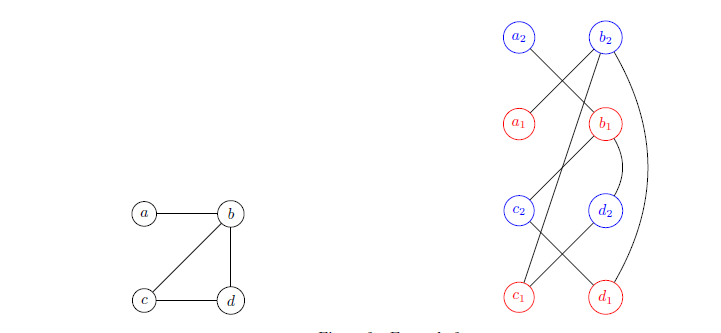 a₂ b₂
a₁ b₁
c₂ d₂
a b
c₁ d₁
c d